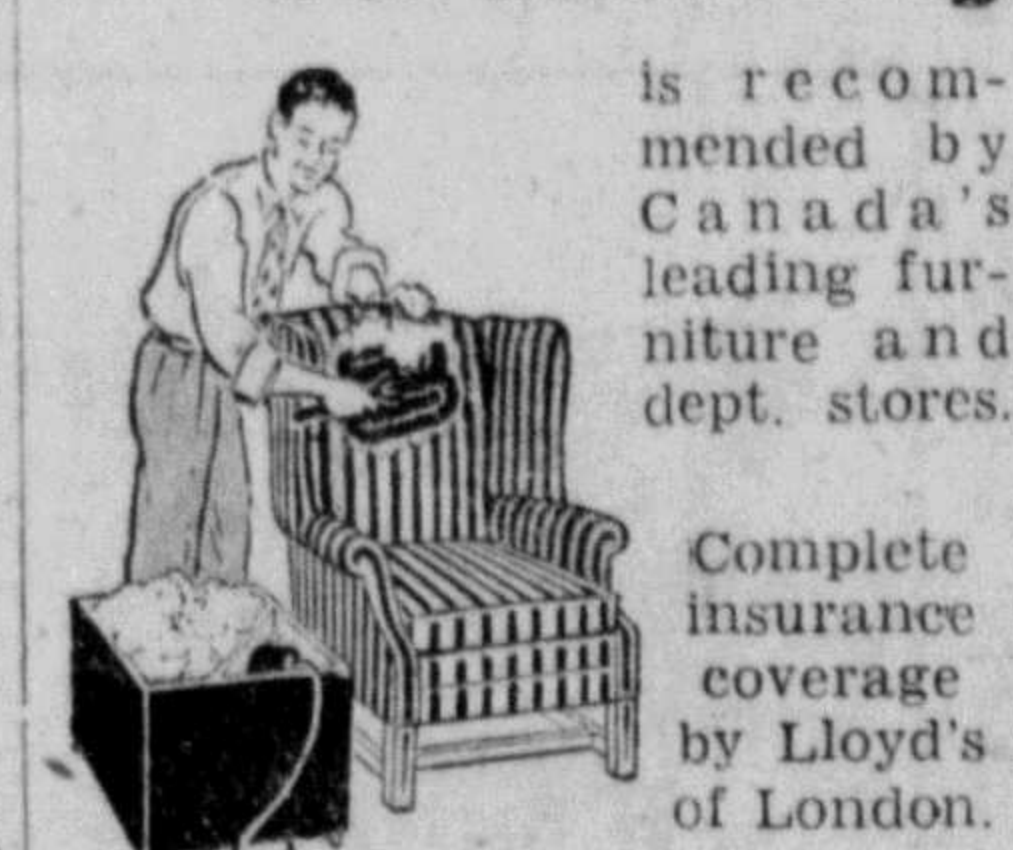 is recom-
mended by
Canada's
leading fur-
niture and
dept. stores.
Complete
insurance
coverage
by Lloyd's
of London.